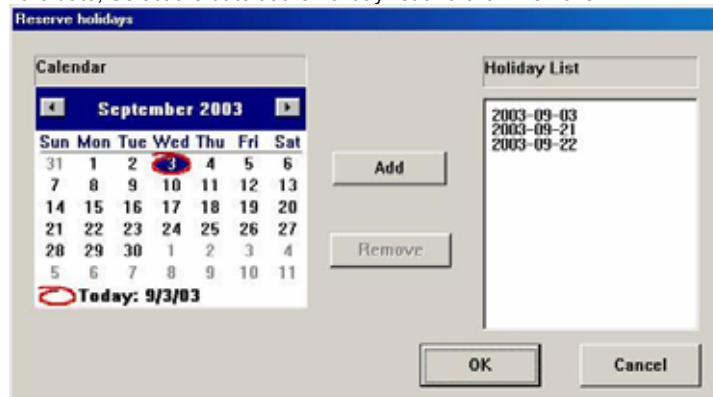 Reserve holidays
Calendar
September 2003
Sun Mon Tue Wed Thu Fri Sat
31 1 2 3 4 5 6
7 8 9 10 11 12 13
14 15 16 17 18 19 20
21 22 23 24 25 26 27
28 29 30 1 2 3 4
5 6 7 8 9 10 11
Today: 9/3/03
Add
Remove
Holiday List
2003-09-03
2003-09-21
2003-09-22
OK
Cancel